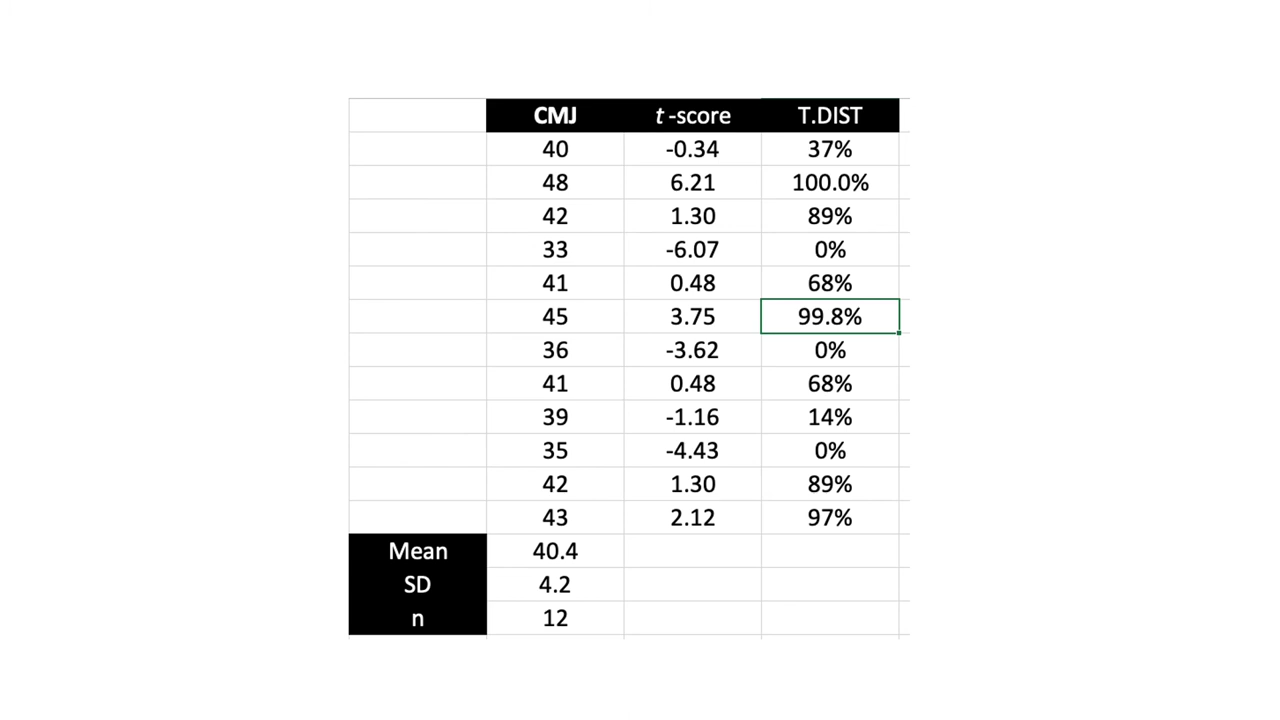 CMJ t -score T.DIST
40 -0.34 37%
48 6.21 100.0%
42 1.30 89%
33 -6.07 0%
41 0.48 68%
45 3.75 99.8%
36 -3.62 0%
41 0.48 68%
39 -1.16 14%
35 -4.43 0%
42 1.30 89%
43 2.12 97%
Mean 40.4
SD 4.2
n 12